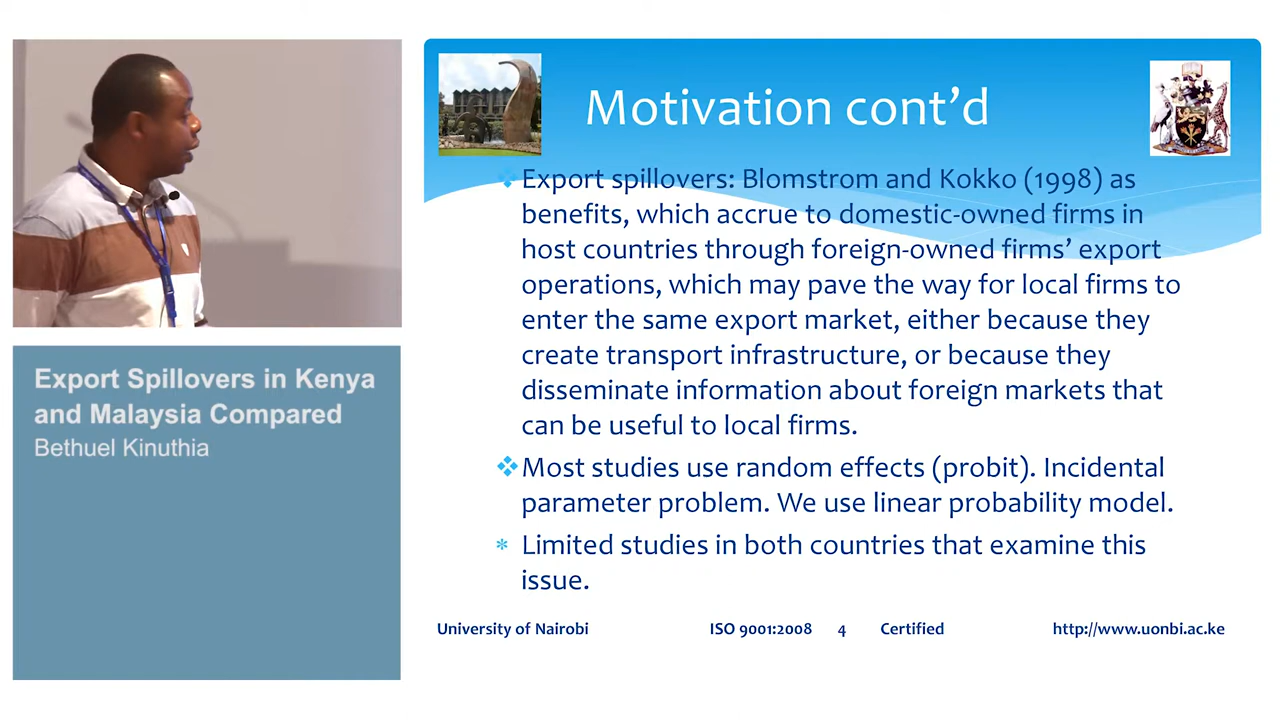 Motivation cont’d
Export spillovers: Blomstrom and Kokko (1998) as
benefits, which accrue to domestic-owned firms in
host countries through foreign-owned firms’ export
operations, which may pave the way for local firms to
enter the same export market, either because they
create transport infrastructure, or because they
disseminate information about foreign markets that
can be useful to local firms.
Most studies use random effects (probit). Incidental
parameter problem. We use linear probability model.
Limited studies in both countries that examine this
issue.
University of Nairobi ISO 9001:2008 4 Certified http://www.uonbi.ac.ke
Export Spillovers in Kenya
and Malaysia Compared
Bethuel Kinuthia